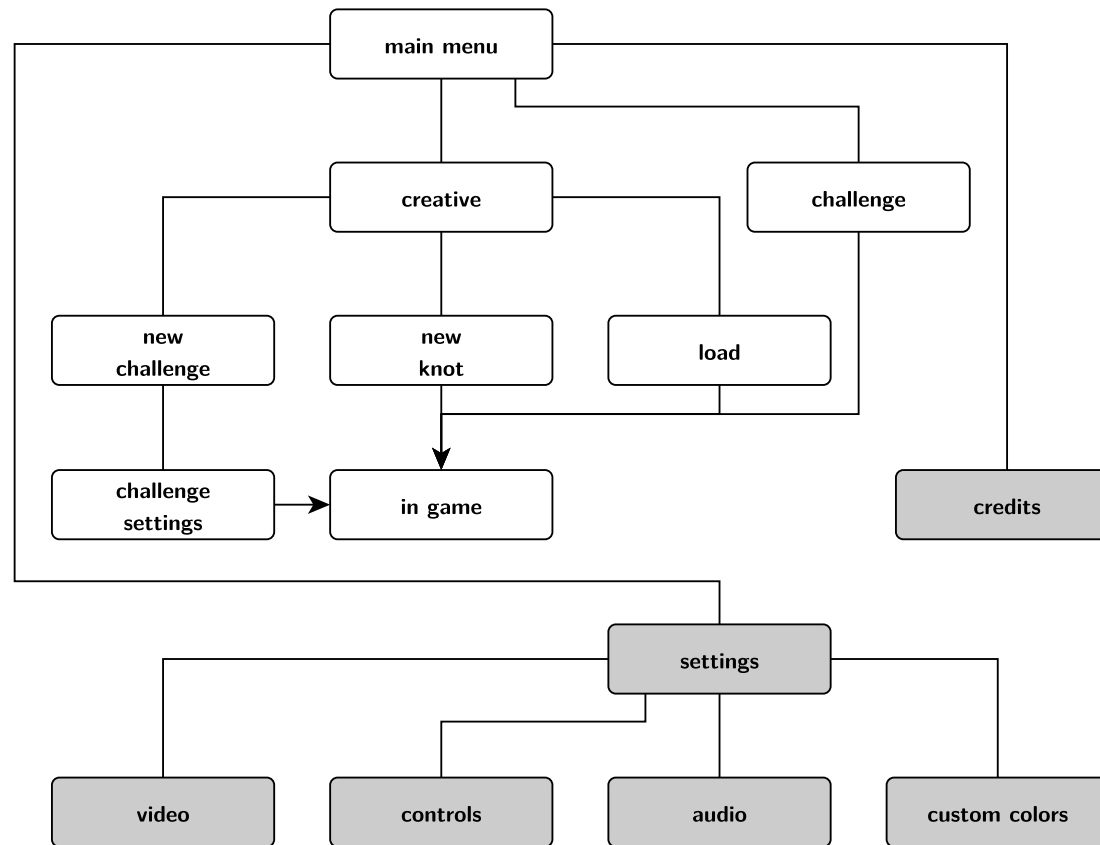 main menu
creative
challenge
new
challenge
new
knot
load
challenge
settings
in game
credits
settings
video
controls
audio
custom colors